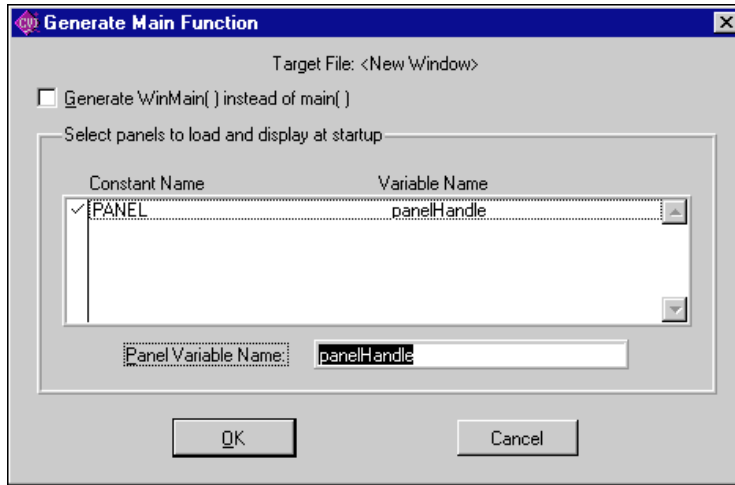 CVI Generate Main Function
Target File: <New Window>
Generate WinMain( ) instead of main( )
Select panels to load and display at startup
Constant Name Variable Name
PANEL panelHandle
Panel Variable Name: panelHandle
OK Cancel